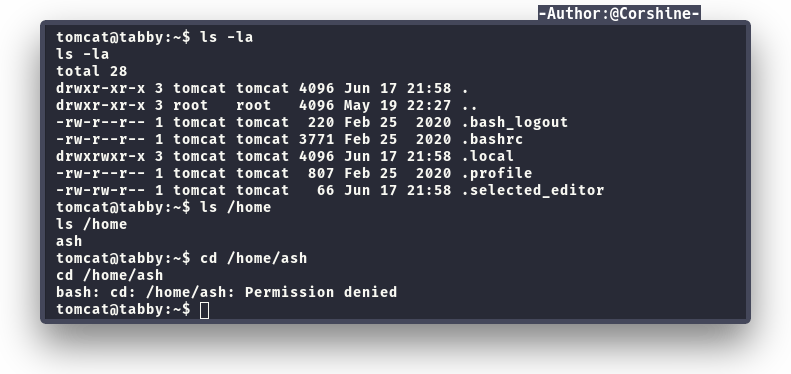 -Author:@Corshine-
tomcat@tabby:~$ ls -la
ls -la
total 28
drwxr-xr-x 3 tomcat tomcat 4096 Jun 17 21:58 .
drwxr-xr-x 3 root   root   4096 May 19 22:27 ..
-rw-r--r-- 1 tomcat tomcat  220 Feb 25  2020 .bash_logout
-rw-r--r-- 1 tomcat tomcat 3771 Feb 25  2020 .bashrc
drwxrwxr-x 3 tomcat tomcat 4096 Jun 17 21:58 .local
-rw-r--r-- 1 tomcat tomcat  807 Feb 25  2020 .profile
-rw-rw-r-- 1 tomcat tomcat   66 Jun 17 21:58 .selected_editor
tomcat@tabby:~$ ls /home
ls /home
ash
tomcat@tabby:~$ cd /home/ash
cd /home/ash
bash: cd: /home/ash: Permission denied
tomcat@tabby:~$